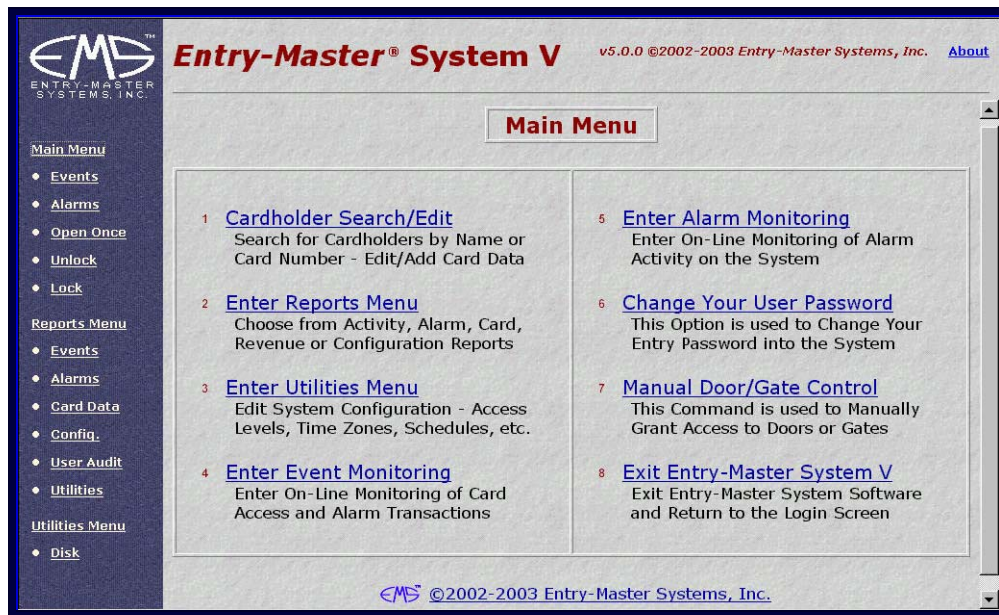 EMS™
ENTRY-MASTER
SYSTEMS, INC.
Entry-Master® System V
v5.0.0 ©2002-2003 Entry-Master Systems, Inc.
About
Main Menu
Events
Alarms
Open Once
Unlock
Lock
Reports Menu
Events
Alarms
Card Data
Config.
User Audit
Utilities
Utilities Menu
Disk
Main Menu
1 Cardholder Search/Edit
Search for Cardholders by Name or
Card Number - Edit/Add Card Data
2 Enter Reports Menu
Choose from Activity, Alarm, Card,
Revenue or Configuration Reports
3 Enter Utilities Menu
Edit System Configuration - Access
Levels, Time Zones, Schedules, etc.
4 Enter Event Monitoring
Enter On-Line Monitoring of Card
Access and Alarm Transactions
5 Enter Alarm Monitoring
Enter On-Line Monitoring of Alarm
Activity on the System
6 Change Your User Password
This Option is used to Change Your
Entry Password into the System
7 Manual Door/Gate Control
This Command is used to Manually
Grant Access to Doors or Gates
8 Exit Entry-Master System V
Exit Entry-Master System Software
and Return to the Login Screen
EMS™ ©2002-2003 Entry-Master Systems, Inc.